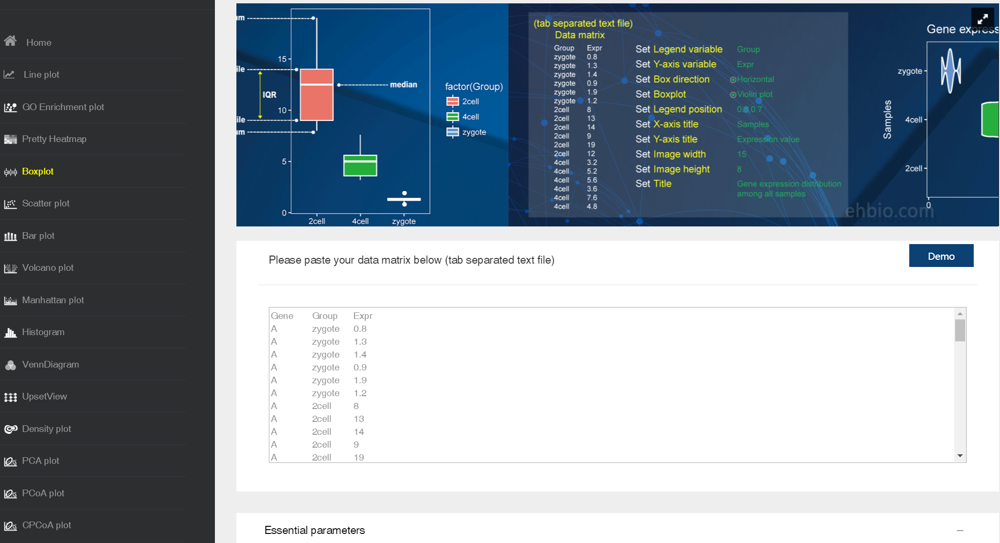 Home
Line plot
GO Enrichment plot
Pretty Heatmap
Boxplot
Scatter plot
Bar plot
Volcano plot
Manhattan plot
Histogram
VennDiagram
UpsetView
Density plot
PCA plot
PCoA plot
CPCoA plot
um
15
ile
IQR
median
10
ile
um
5
0
2cell 4cell zygote
factor(Group)
2cell
4cell
zygote
(tab separated text file)
Data matrix
Group Expr
zygote 0.8
zygote 1.3
zygote 1.4
zygote 0.9
zygote 1.9
zygote 1.2
2cell 8
2cell 13
2cell 14
2cell 9
2cell 19
2cell 12
4cell 3.2
4cell 5.2
4cell 5.6
4cell 3.6
4cell 7.6
4cell 4.8
Set Legend variable Group
Set Y-axis variable Expr
Set Box direction Horizontal
Set Boxplot Violin plot
Set Legend position 0.8,0.7
Set X-axis title Samples
Set Y-axis title Expression value
Set Image width 15
Set Image height 8
Set Title Gene expression distribution
among all samples
Gene express
zygote
4cell
2cell
Samples
0
ehbio.com
Please paste your data matrix below (tab separated text file)
Demo
Gene Group Expr
A zygote 0.8
A zygote 1.3
A zygote 1.4
A zygote 0.9
A zygote 1.9
A zygote 1.2
A 2cell 8
A 2cell 13
A 2cell 14
A 2cell 9
A 2cell 19
Essential parameters